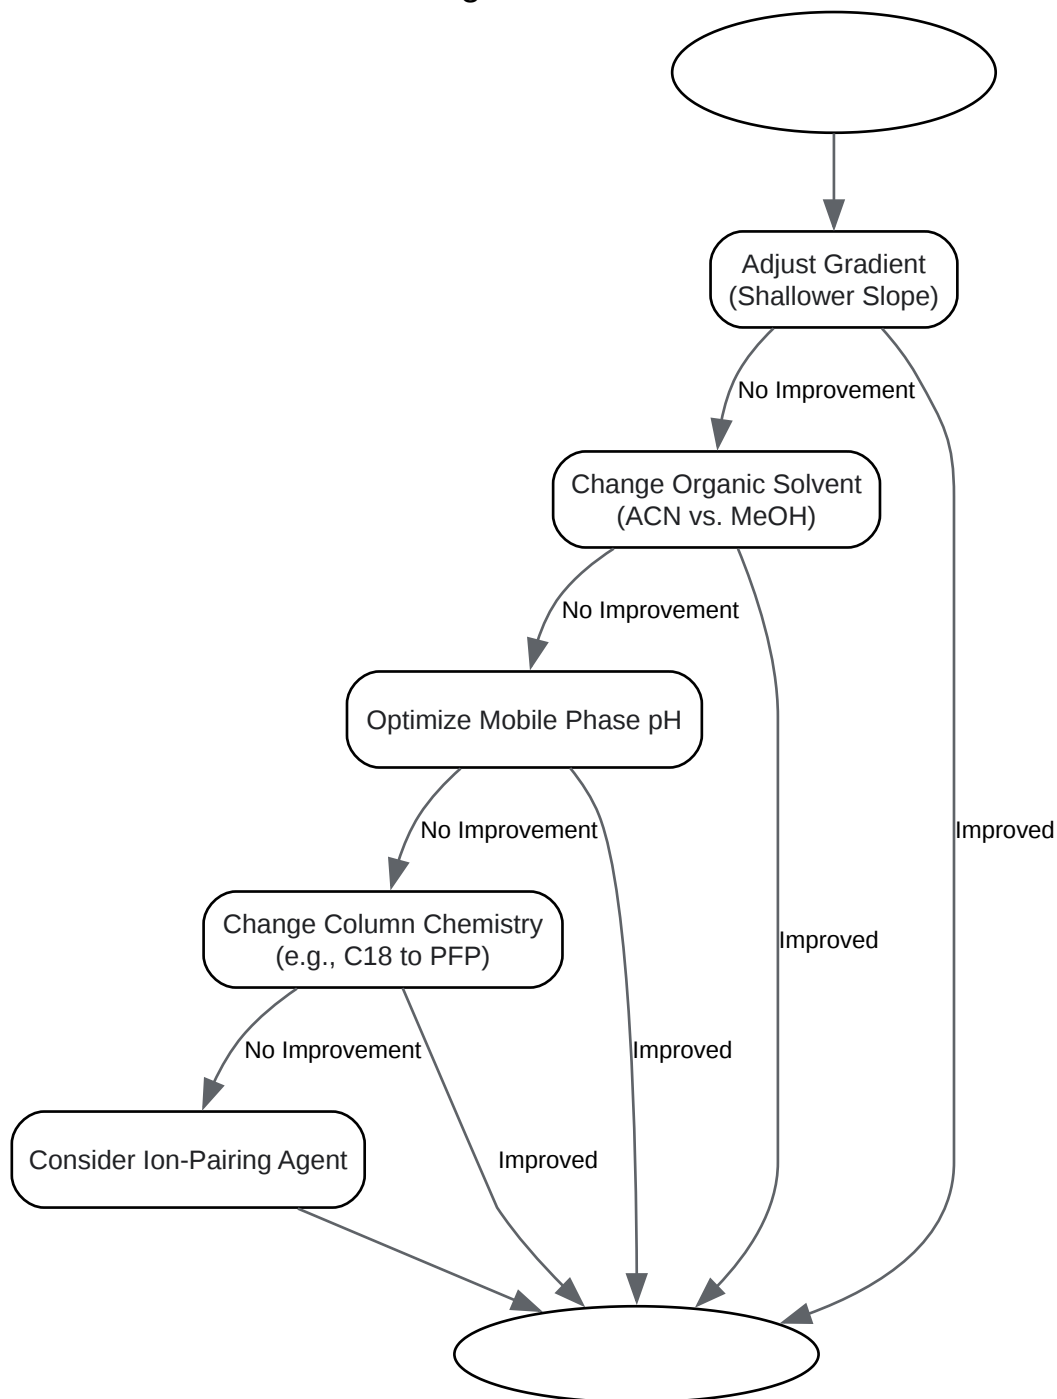 Adjust Gradient
(Shallower Slope)
No Improvement
Change Organic Solvent
(ACN vs. MeOH)
No Improvement
Optimize Mobile Phase pH
No Improvement
Improved
Change Column Chemistry
(e.g., C18 to PFP)
Improved
No Improvement
Improved
Consider Ion-Pairing Agent
Improved